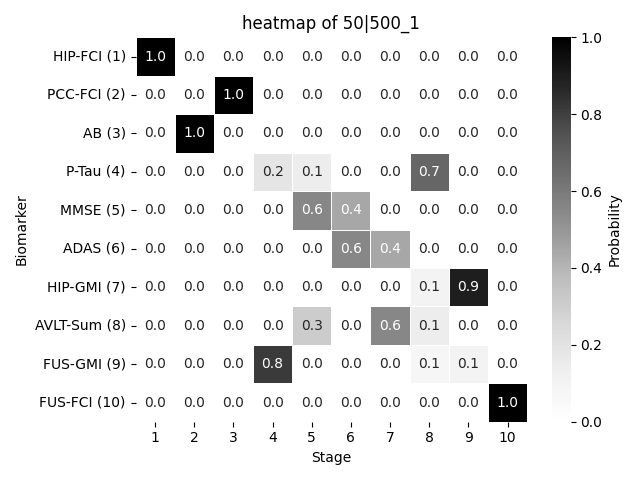 heatmap of 50|500_1
HIP-FCI (1) 1.0 0.0 0.0 0.0 0.0 0.0 0.0 0.0 0.0 0.0
PCC-FCI (2) 0.0 0.0 1.0 0.0 0.0 0.0 0.0 0.0 0.0 0.0
AB (3) 0.0 1.0 0.0 0.0 0.0 0.0 0.0 0.0 0.0 0.0
P-Tau (4) 0.0 0.0 0.0 0.2 0.1 0.0 0.0 0.7 0.0 0.0
MMSE (5) 0.0 0.0 0.0 0.0 0.6 0.4 0.0 0.0 0.0 0.0
ADAS (6) 0.0 0.0 0.0 0.0 0.0 0.6 0.4 0.0 0.0 0.0
HIP-GMI (7) 0.0 0.0 0.0 0.0 0.0 0.0 0.0 0.1 0.9 0.0
AVLT-Sum (8) 0.0 0.0 0.0 0.0 0.3 0.0 0.6 0.1 0.0 0.0
FUS-GMI (9) 0.0 0.0 0.0 0.8 0.0 0.0 0.0 0.1 0.1 0.0
FUS-FCI (10) 0.0 0.0 0.0 0.0 0.0 0.0 0.0 0.0 0.0 1.0
1 2 3 4 5 6 7 8 9 10
Stage
Biomarker
1.0
0.8
0.6
0.4
0.2
0.0
Probability